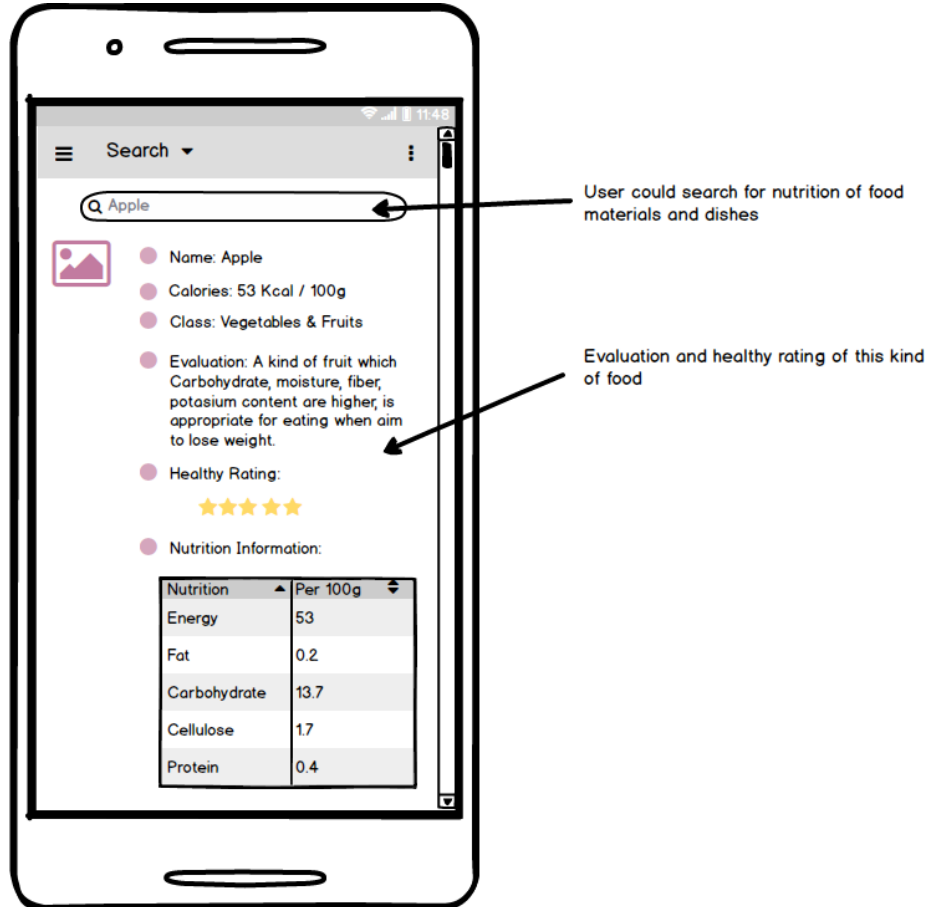 11:48
Search
Apple
User could search for nutrition of food
materials and dishes
Name: Apple
Calories: 53 Kcal / 100g
Class: Vegetables & Fruits
Evaluation: A kind of fruit which
Carbohydrate, moisture, fiber,
potasium content are higher, is
appropriate for eating when aim
to lose weight.
Evaluation and healthy rating of this kind
of food
Healthy Rating:
Nutrition Information:
Nutrition Per 100g
Energy 53
Fat 0.2
Carbohydrate 13.7
Cellulose 1.7
Protein 0.4